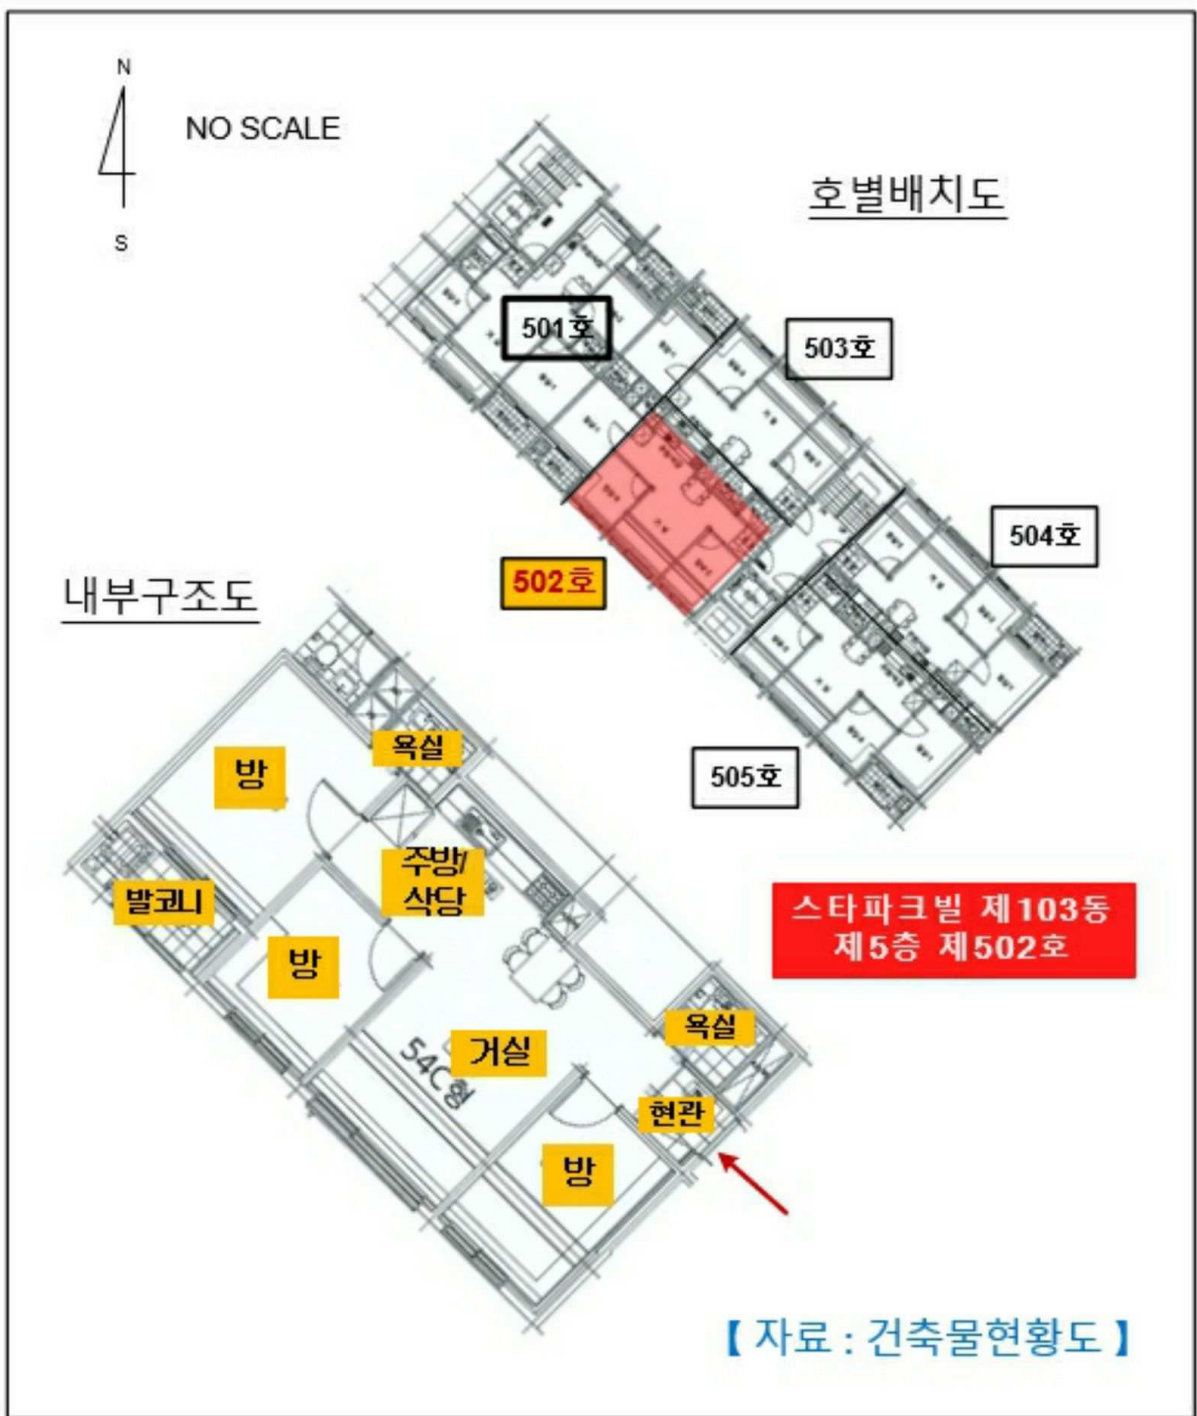 N
NO SCALE
S
호별배치도
501호
503호
504호
502호
505호
내부구조도
욕실
방
주방/
식당
발코니
방
거실
54C형
욕실
현관
방
스타파크빌 제103동
제5층 제502호
【 자료 : 건축물현황도 】